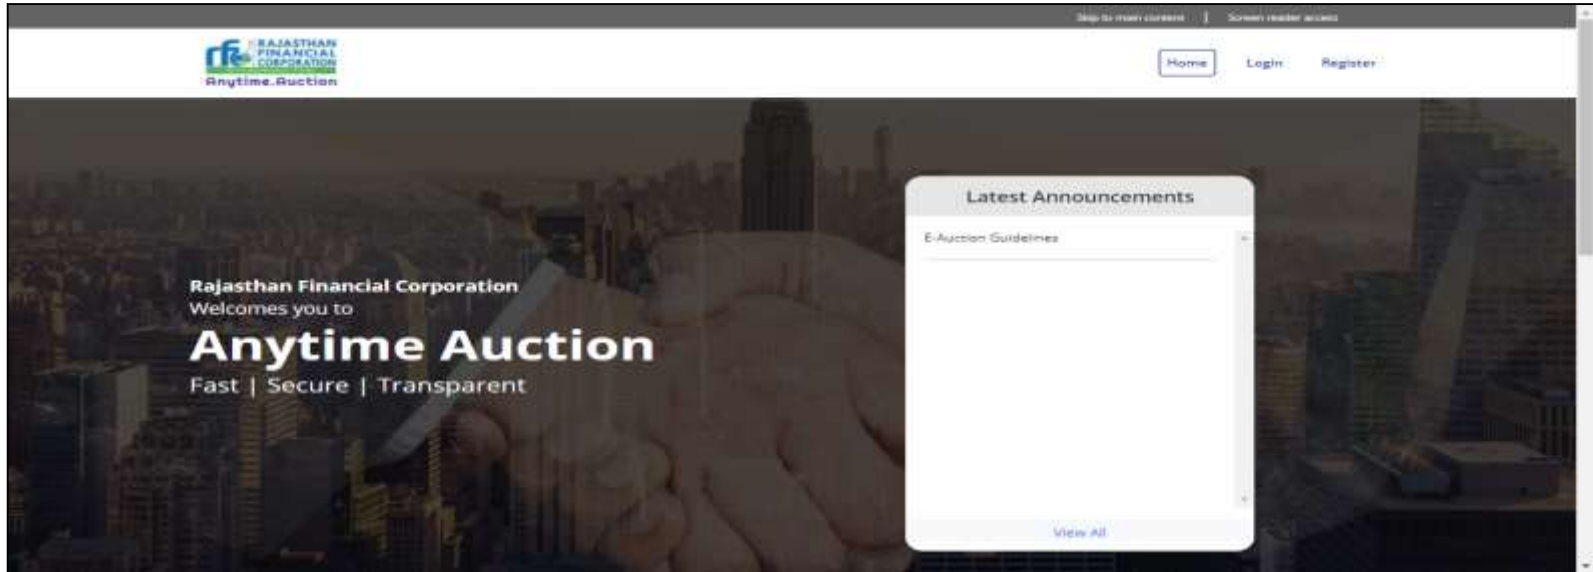 Skip to main content | Screen reader access
rfc RAJASTHAN
FINANCIAL
CORPORATION
Anytime.Auction
Home Login Register
Rajasthan Financial Corporation
Welcomes you to
Anytime Auction
Fast | Secure | Transparent
Latest Announcements
E-Auction Guidelines
View All